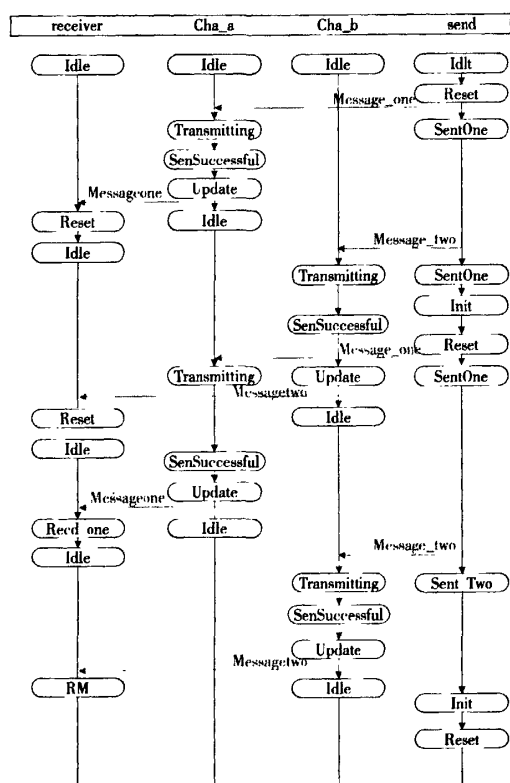 receiver Cha_a Cha_b send
Idle Idle Idle Idlt
Message_one Reset
Transmitting SentOne
SenSuccessful
Messageone Update
Reset Idle
Idle Message_two
Transmitting SentOne
Init
SenSuccessful
Message_one Reset
Transmitting Update SentOne
Messagetwo
Reset Idle
Idle
SenSuccessful
Messageone Update
Recd one Idle
Idle Message_two
Transmitting Sent Two
SenSuccessful
Update
Messagetwo
RM Idle
Init
Reset